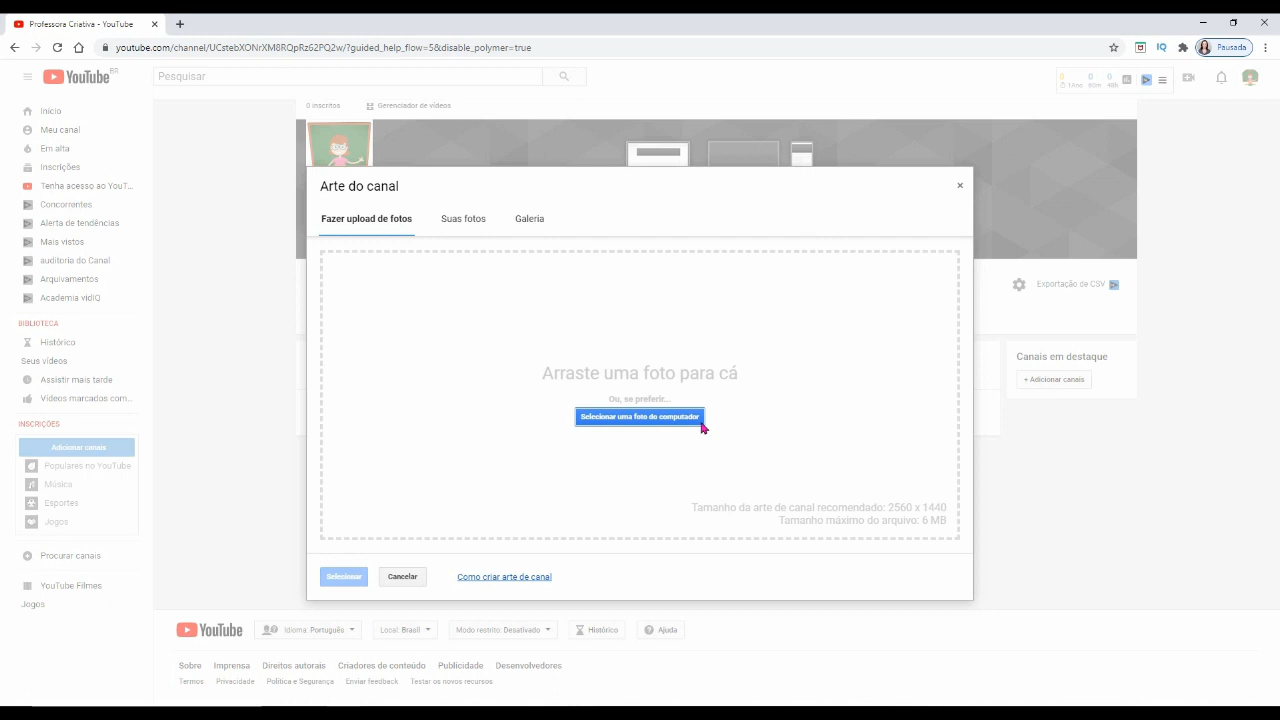 Professora Criativa - YouTube
youtube.com/channel/UCstebXONrXM8RQpRz62PQ2w/?guided_help_flow=5&disable_polymer=true
Pausada
YouTube BR
Pesquisar
0 0 0
60m 48h
Início
Meu canal
Em alta
Inscrições
Tenha acesso ao YouT...
Concorrentes
Alerta de tendências
Mais vistos
auditoria do Canal
Arquivamentos
Academia vidIQ
BIBLIOTECA
Histórico
Seus vídeos
Assistir mais tarde
Vídeos marcados com...
INSCRIÇÕES
Adicionar canais
Populares no YouTube
Música
Esportes
Jogos
Procurar canais
YouTube Filmes
Jogos
0 inscritos
Gerenciador de vídeos
Arte do canal
Fazer upload de fotos
Suas fotos
Galeria
Arraste uma foto para cá
Ou, se preferir...
Selecionar uma foto do computador
Tamanho da arte de canal recomendado: 2560 x 1440
Tamanho máximo do arquivo: 6 MB
Selecionar
Cancelar
Como criar arte de canal
Exportação de CSV
Canais em destaque
+ Adicionar canais
YouTube
Idioma: Português
Local: Brasil
Modo restrito: Desativado
Histórico
Ajuda
Sobre Imprensa Direitos autorais Criadores de conteúdo Publicidade Desenvolvedores
Termos Privacidade Política e Segurança Enviar feedback Testar os novos recursos